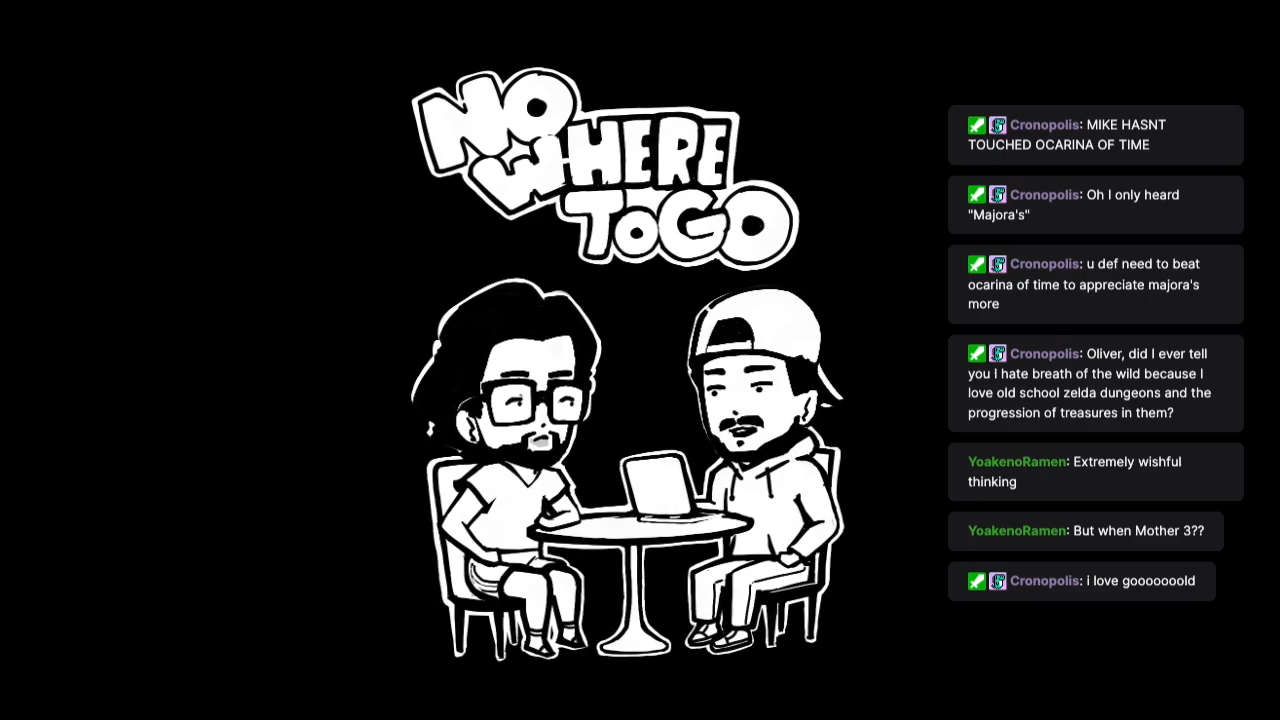 NO
WHERE
TO GO
Cronopolis: MIKE HASNT
TOUCHED OCARINA OF TIME
Cronopolis: Oh I only heard
"Majora's"
Cronopolis: u def need to beat
ocarina of time to appreciate majora's
more
Cronopolis: Oliver, did I ever tell
you I hate breath of the wild because I
love old school zelda dungeons and the
progression of treasures in them?
YoakenoRamen: Extremely wishful
thinking
YoakenoRamen: But when Mother 3??
Cronopolis: i love gooooooold